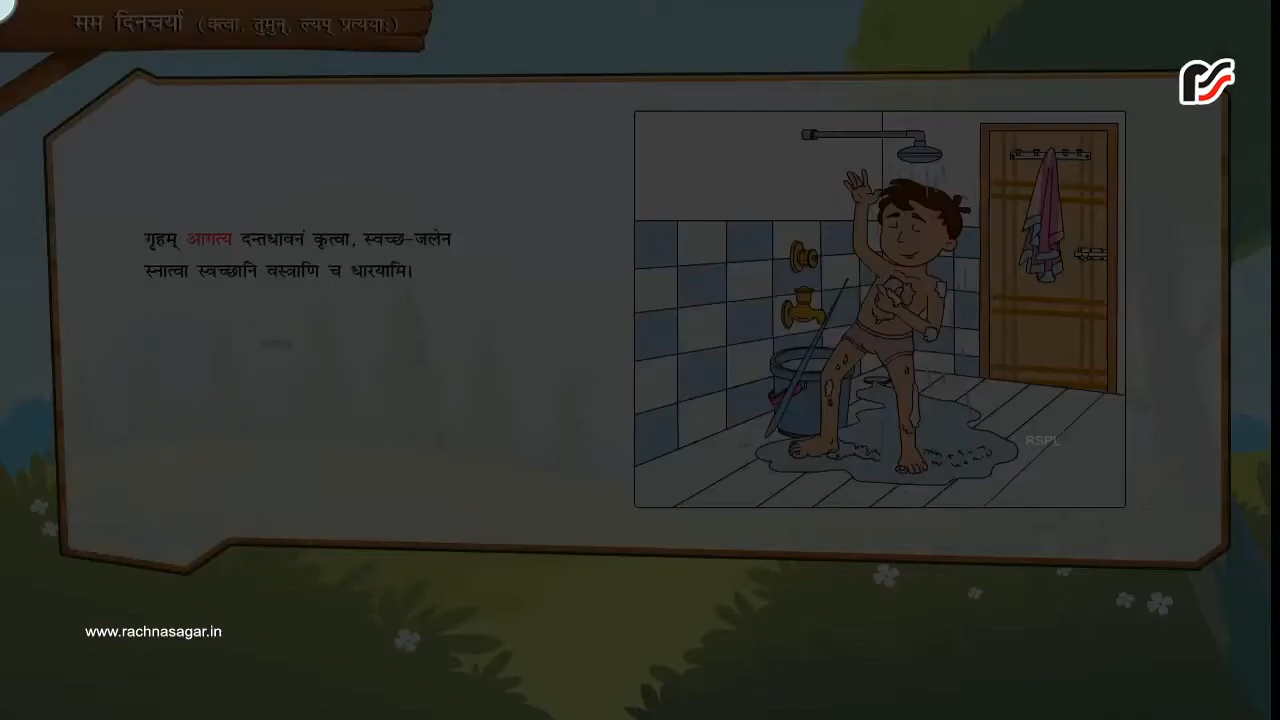 मम दिनचर्या (क्त्वा, तुमुन्, ल्यप् प्रत्ययाः)
गृहम् आगत्य दन्तधावनं कृत्वा, स्वच्छ-जलेन
स्नात्वा स्वच्छानि वस्त्राणि च धारयामि।
RSPL
www.rachnasagar.in